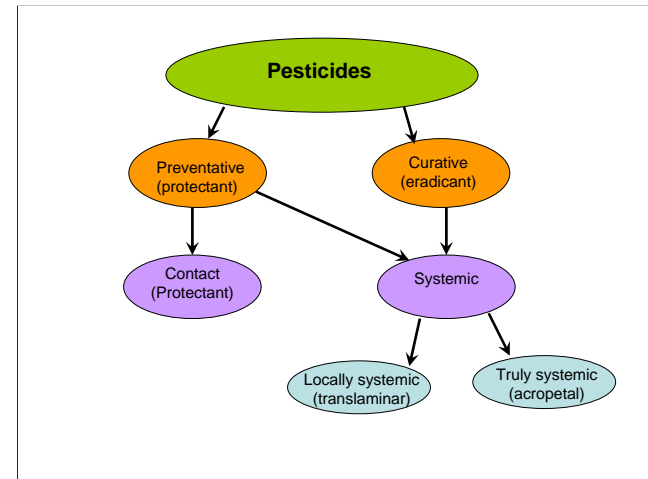 Pesticides
Preventative
(protectant)
Curative
(eradicant)
Contact
(Protectant)
Systemic
Locally systemic
(translaminar)
Truly systemic
(acropetal)